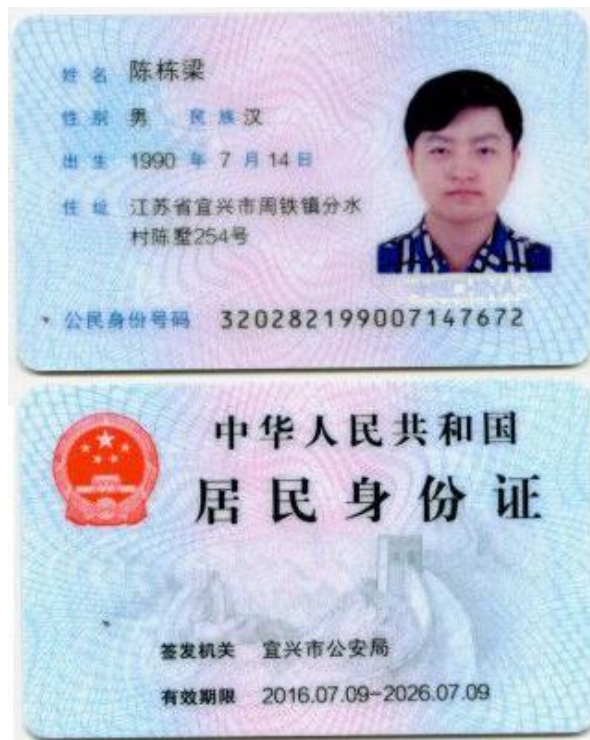 姓名 陈栋梁
性别 男 民族 汉
出生 1990 年 7 月 14 日
住址 江苏省宜兴市周铁镇分水
村陈墅254号
公民身份号码 320282199007147672
中华人民共和国
居民身份证
签发机关 宜兴市公安局
有效期限 2016.07.09-2026.07.09